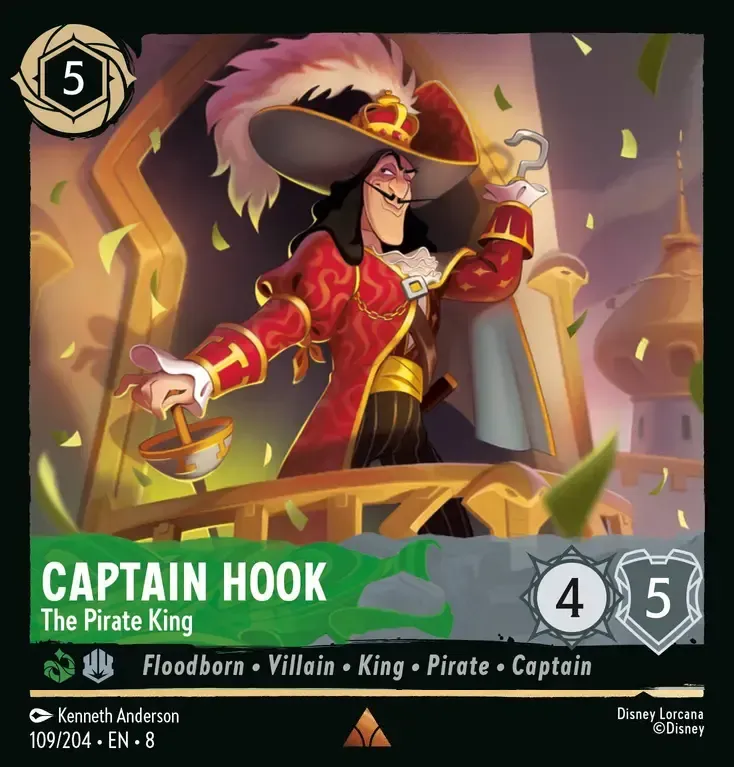 5
CAPTAIN HOOK
The Pirate King
4
5
Floodborn • Villain • King • Pirate • Captain
Kenneth Anderson
109/204 • EN • 8
Disney Lorcana
©Disney